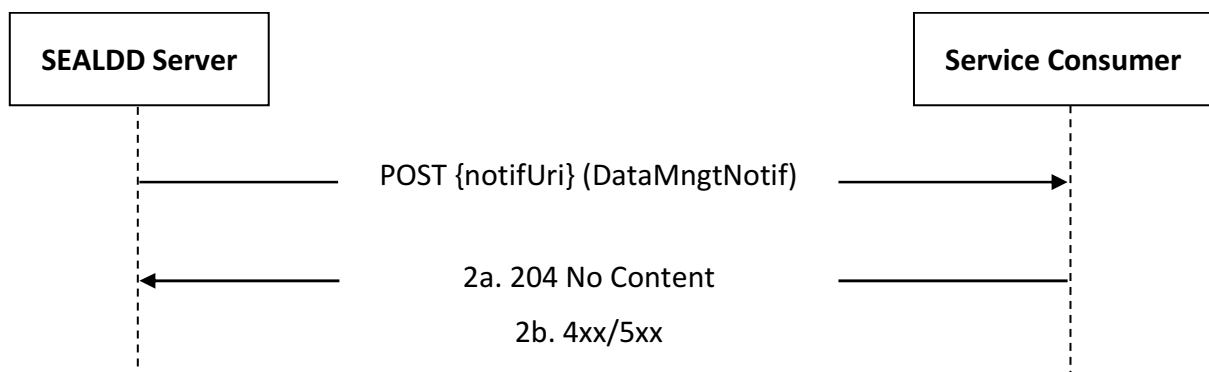 SEALDD Server
Service Consumer
POST {notifUri} (DataMngtNotif)
2a. 204 No Content
2b. 4xx/5xx